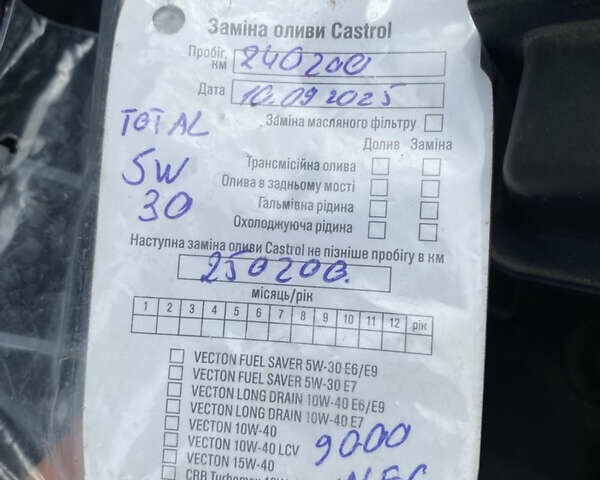 Заміна оливи Castrol
Пробіг, км 240200
Дата 10.09.2025
TOTAL
Заміна масляного фільтру
Долив Заміна
5W
Трансмісійна олива
Олива в задньому мості
30
Гальмівна рідина
Охолоджуюча рідина
Наступна заміна оливи Castrol не пізніше пробігу в км
250200.
місяць/рік
1 2 3 4 5 6 7 8 9 10 11 12 рік
VECTON FUEL SAVER 5W-30 E6/E9
VECTON FUEL SAVER 5W-30 E7
VECTON LONG DRAIN 10W-40 E6/E9
VECTON LONG DRAIN 10W-40 E7
VECTON 10W-40
VECTON 10W-40 LCV
9000
VECTON 15W-40